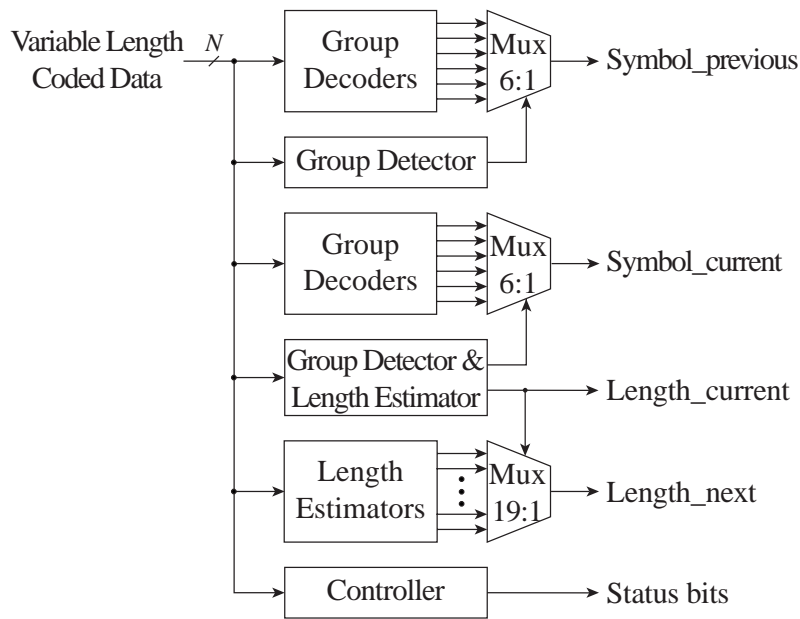 Variable Length
Coded Data
N
Group
Decoders
Mux
6:1
Symbol_previous
Group Detector
Group
Decoders
Mux
6:1
Symbol_current
Group Detector &
Length Estimator
Length_current
Length
Estimators
Mux
19:1
Length_next
Controller
Status bits